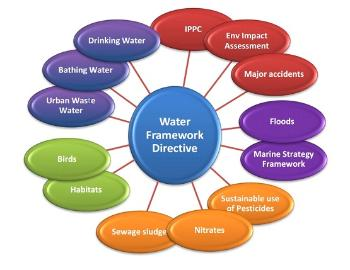 IPPC
Env Impact
Assessment
Major accidents
Floods
Marine Strategy
Framework
Sustainable use
of Pesticides
Nitrates
Sewage sludge
Habitats
Birds
Urban Waste
Water
Bathing Water
Drinking Water
Water
Framework
Directive